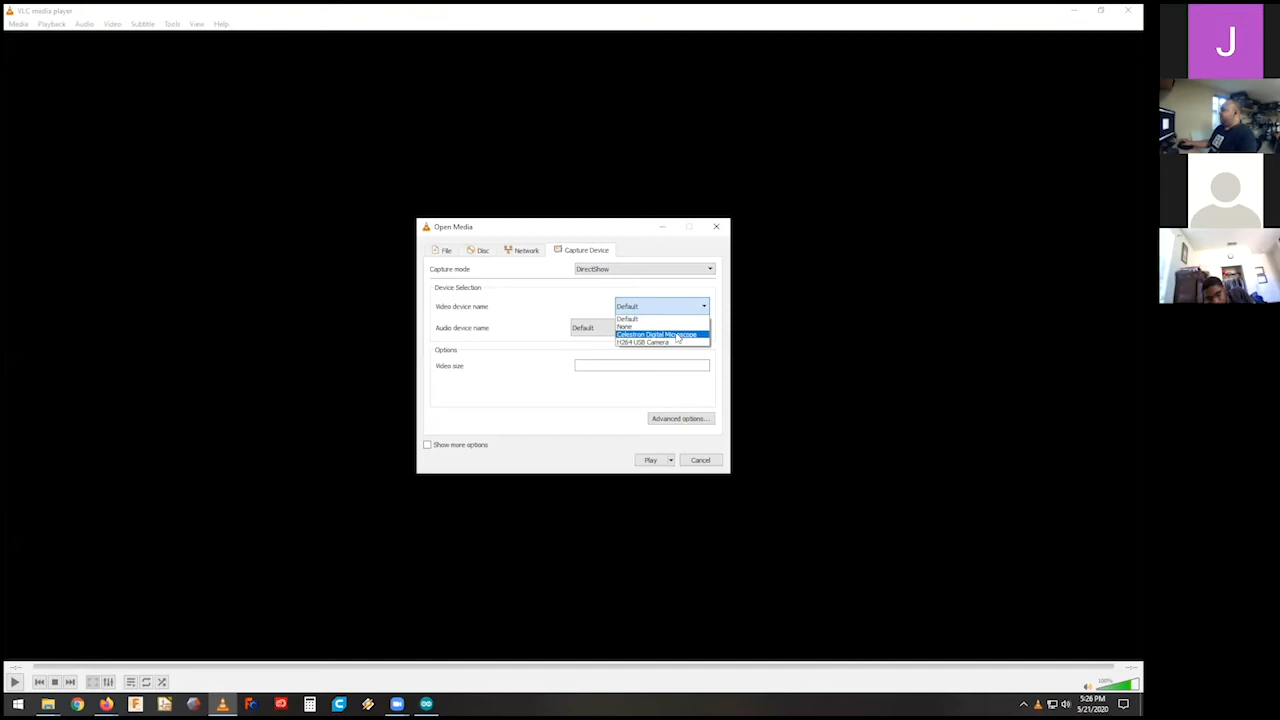 VLC media player
Media Playback Audio Video Subtitle Tools View Help
J
Open Media
File Disc Network Capture Device
Capture mode DirectShow
Device Selection
Video device name Default
Default
None
Celestron Digital Microscope
H264 USB Camera
Audio device name Default
Options
Video size
Advanced options...
Show more options
Play Cancel
--:-- --:--
100%
5:26 PM
5/21/2020